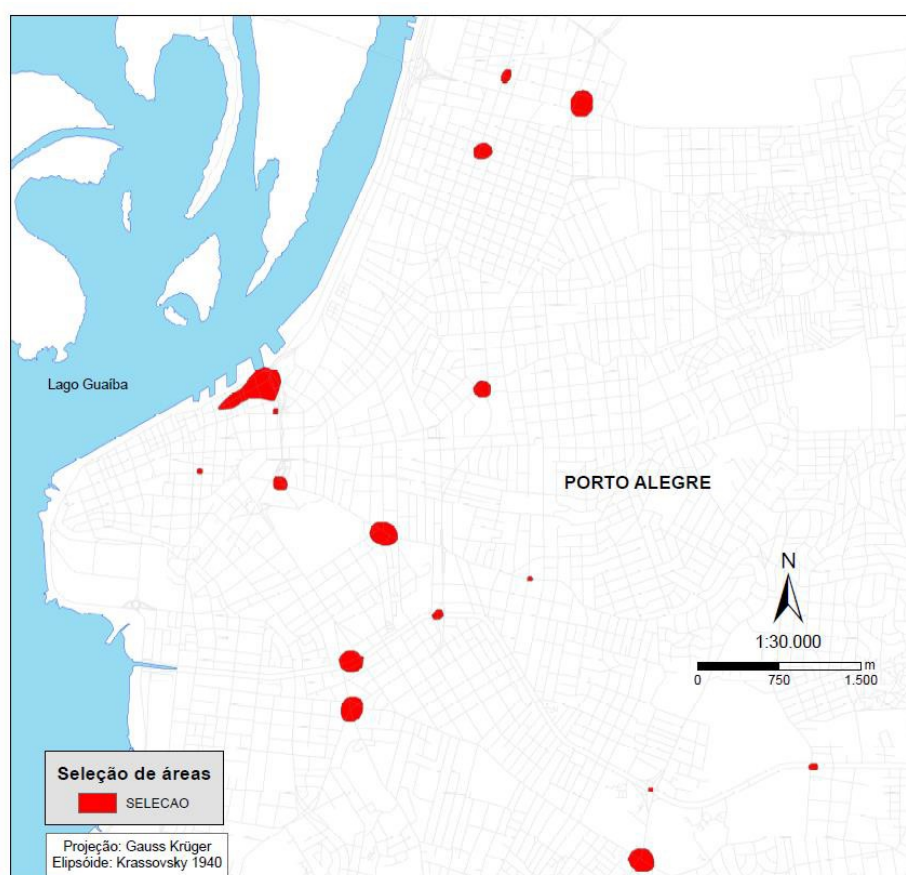 Lago Guaíba
PORTO ALEGRE
N
1:30.000
m
0 750 1.500
Seleção de áreas
SELECAO
Projeção: Gauss Krüger
Elipsóide: Krassovsky 1940